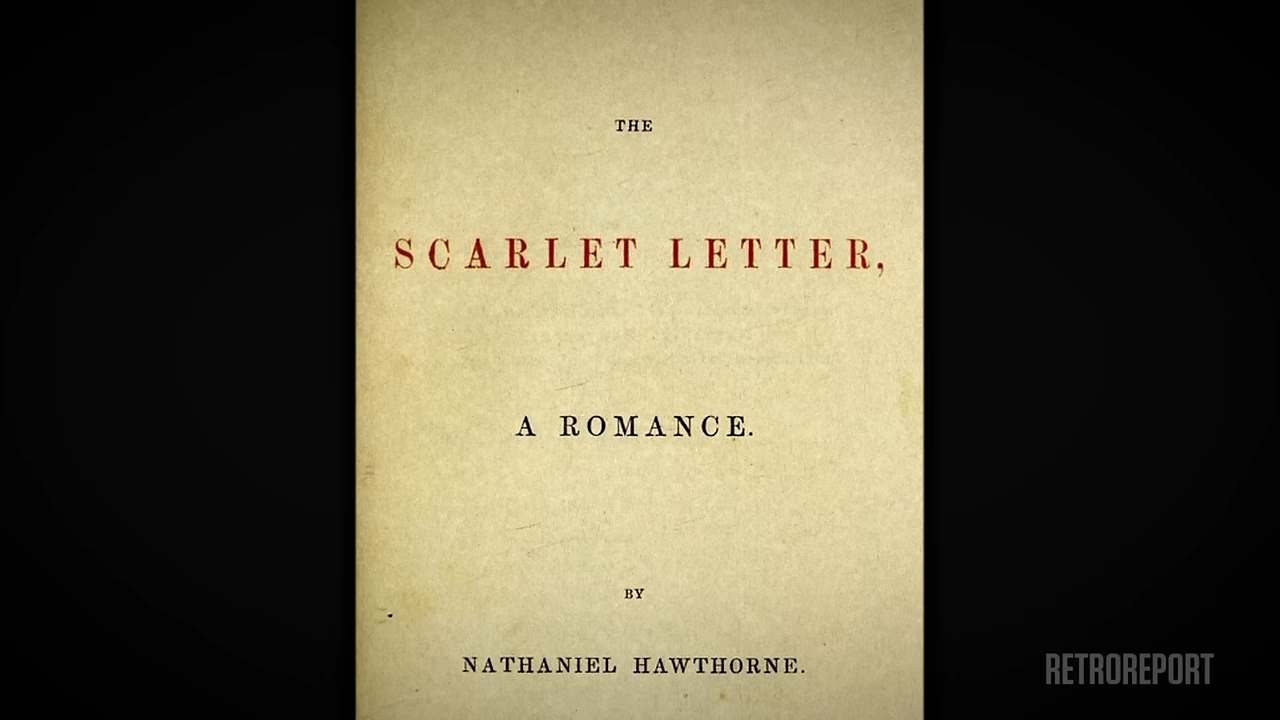 THE
SCARLET LETTER,
A ROMANCE.
BY
NATHANIEL HAWTHORNE.
RETROREPORT